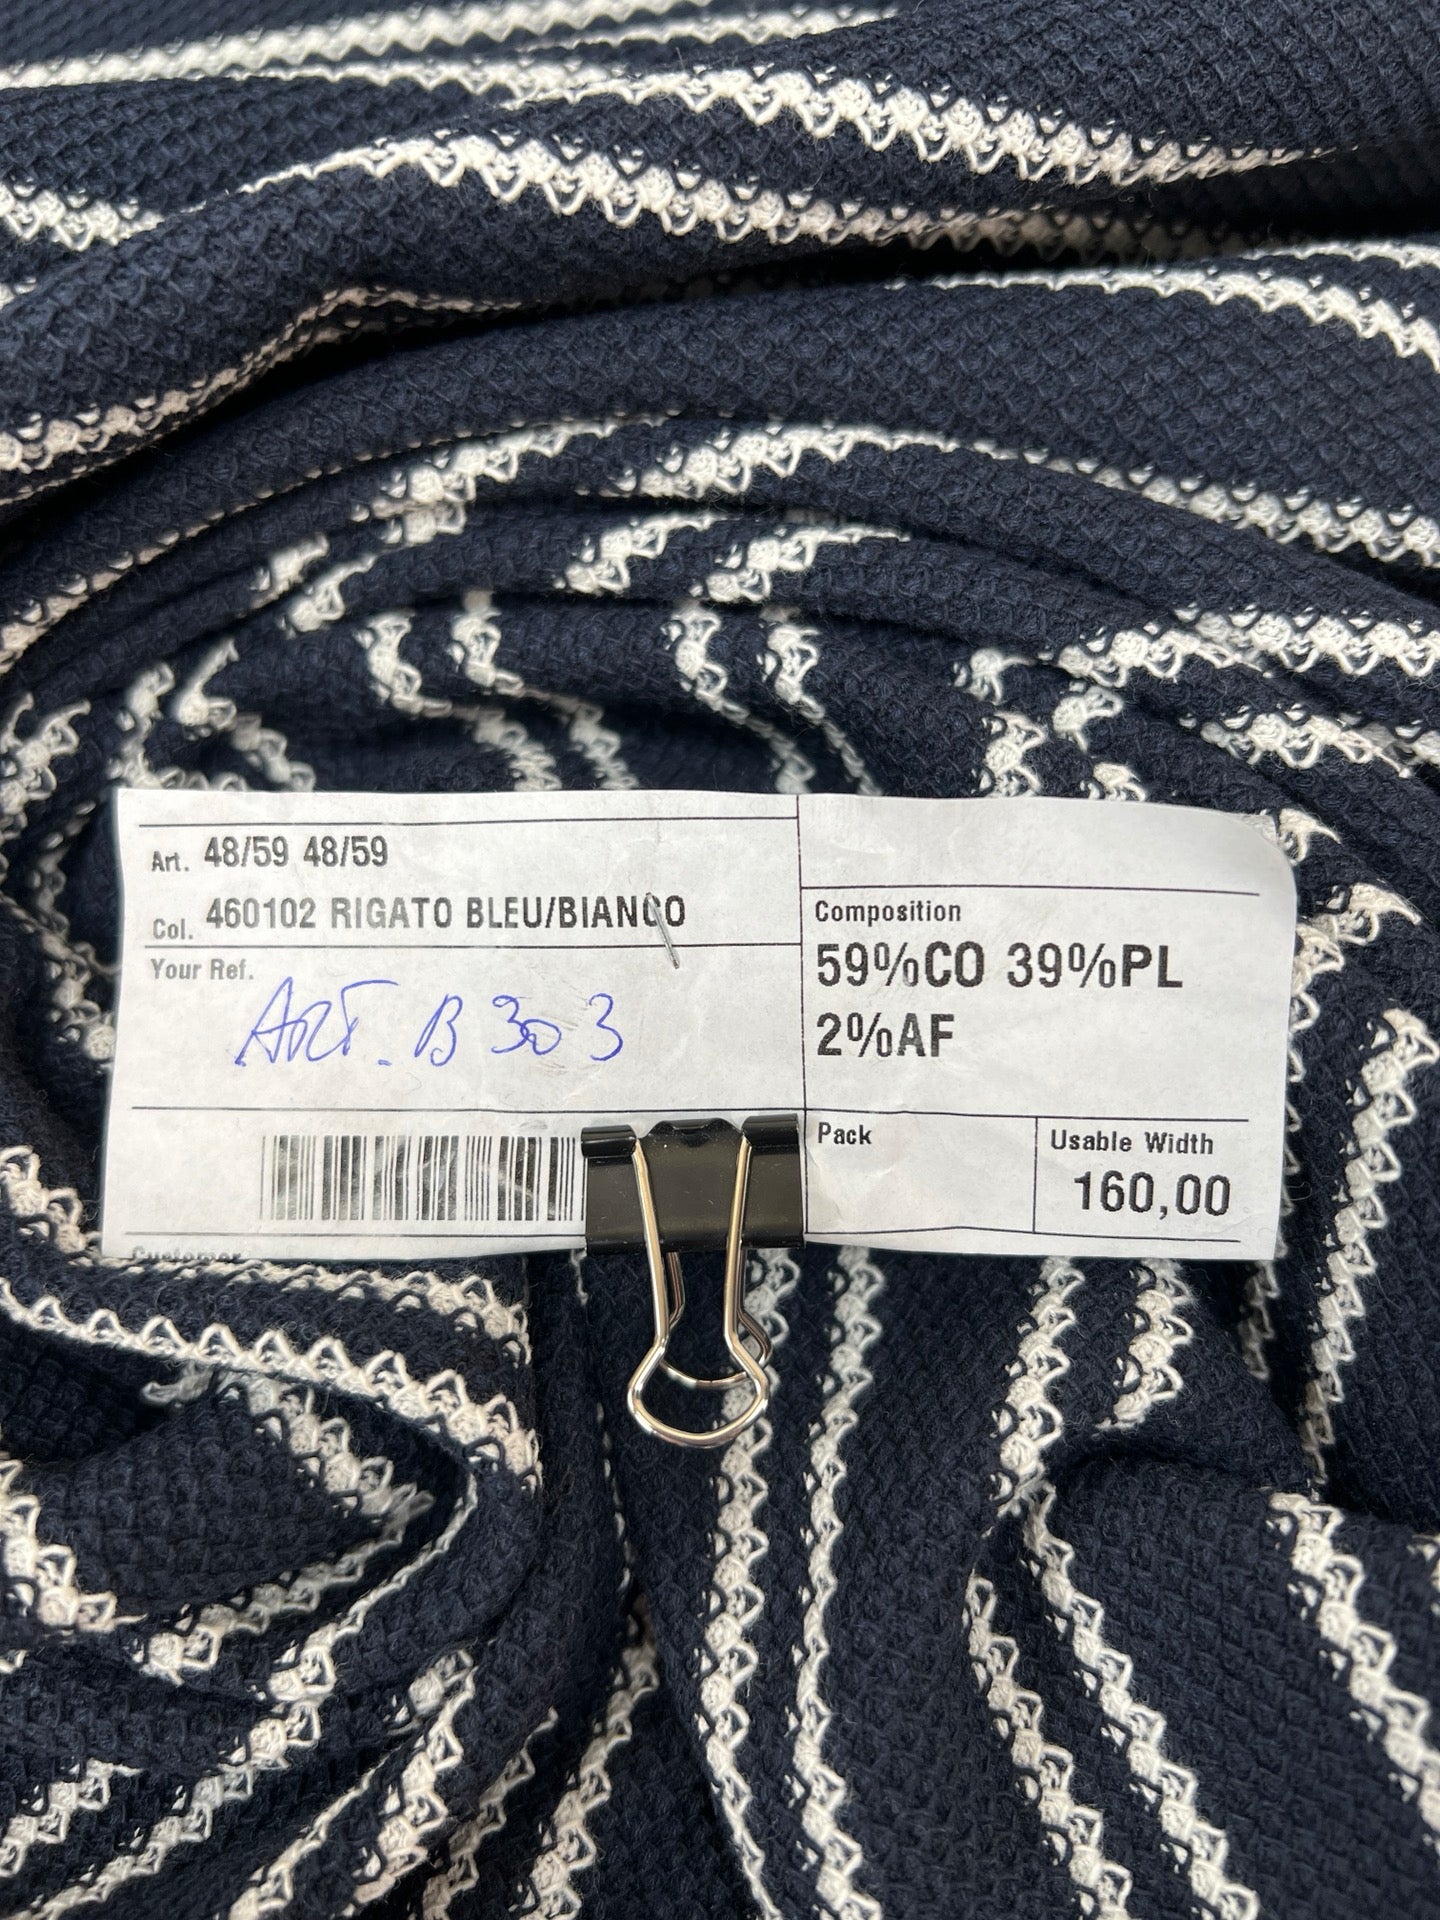 Art. 48/59 48/59
Col. 460102 RIGATO BLEU/BIANCO
Your Ref.
ART. B 303
Composition
59%CO 39%PL
2%AF
Pack
Usable Width
160,00
Customer